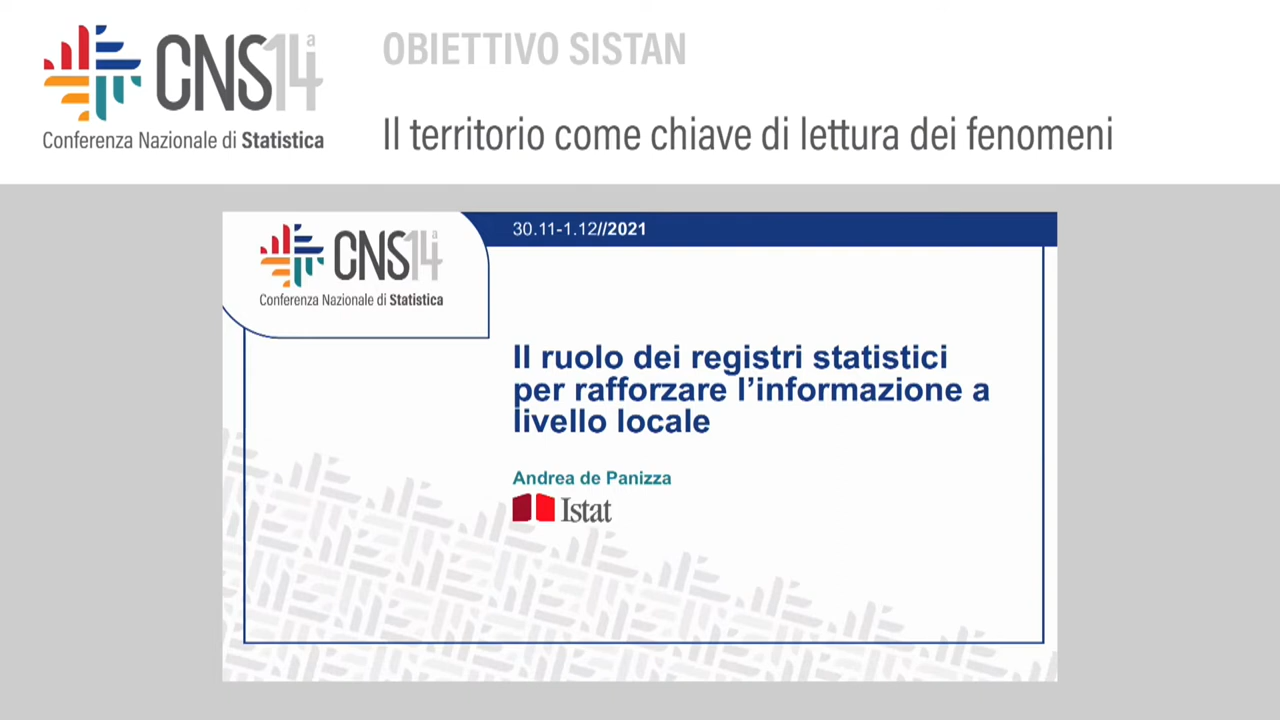 CNS14ª
Conferenza Nazionale di Statistica
OBIETTIVO SISTAN
Il territorio come chiave di lettura dei fenomeni
30.11-1.12//2021
CNS14ª
Conferenza Nazionale di Statistica
Il ruolo dei registri statistici
per rafforzare l’informazione a
livello locale
Andrea de Panizza
Istat